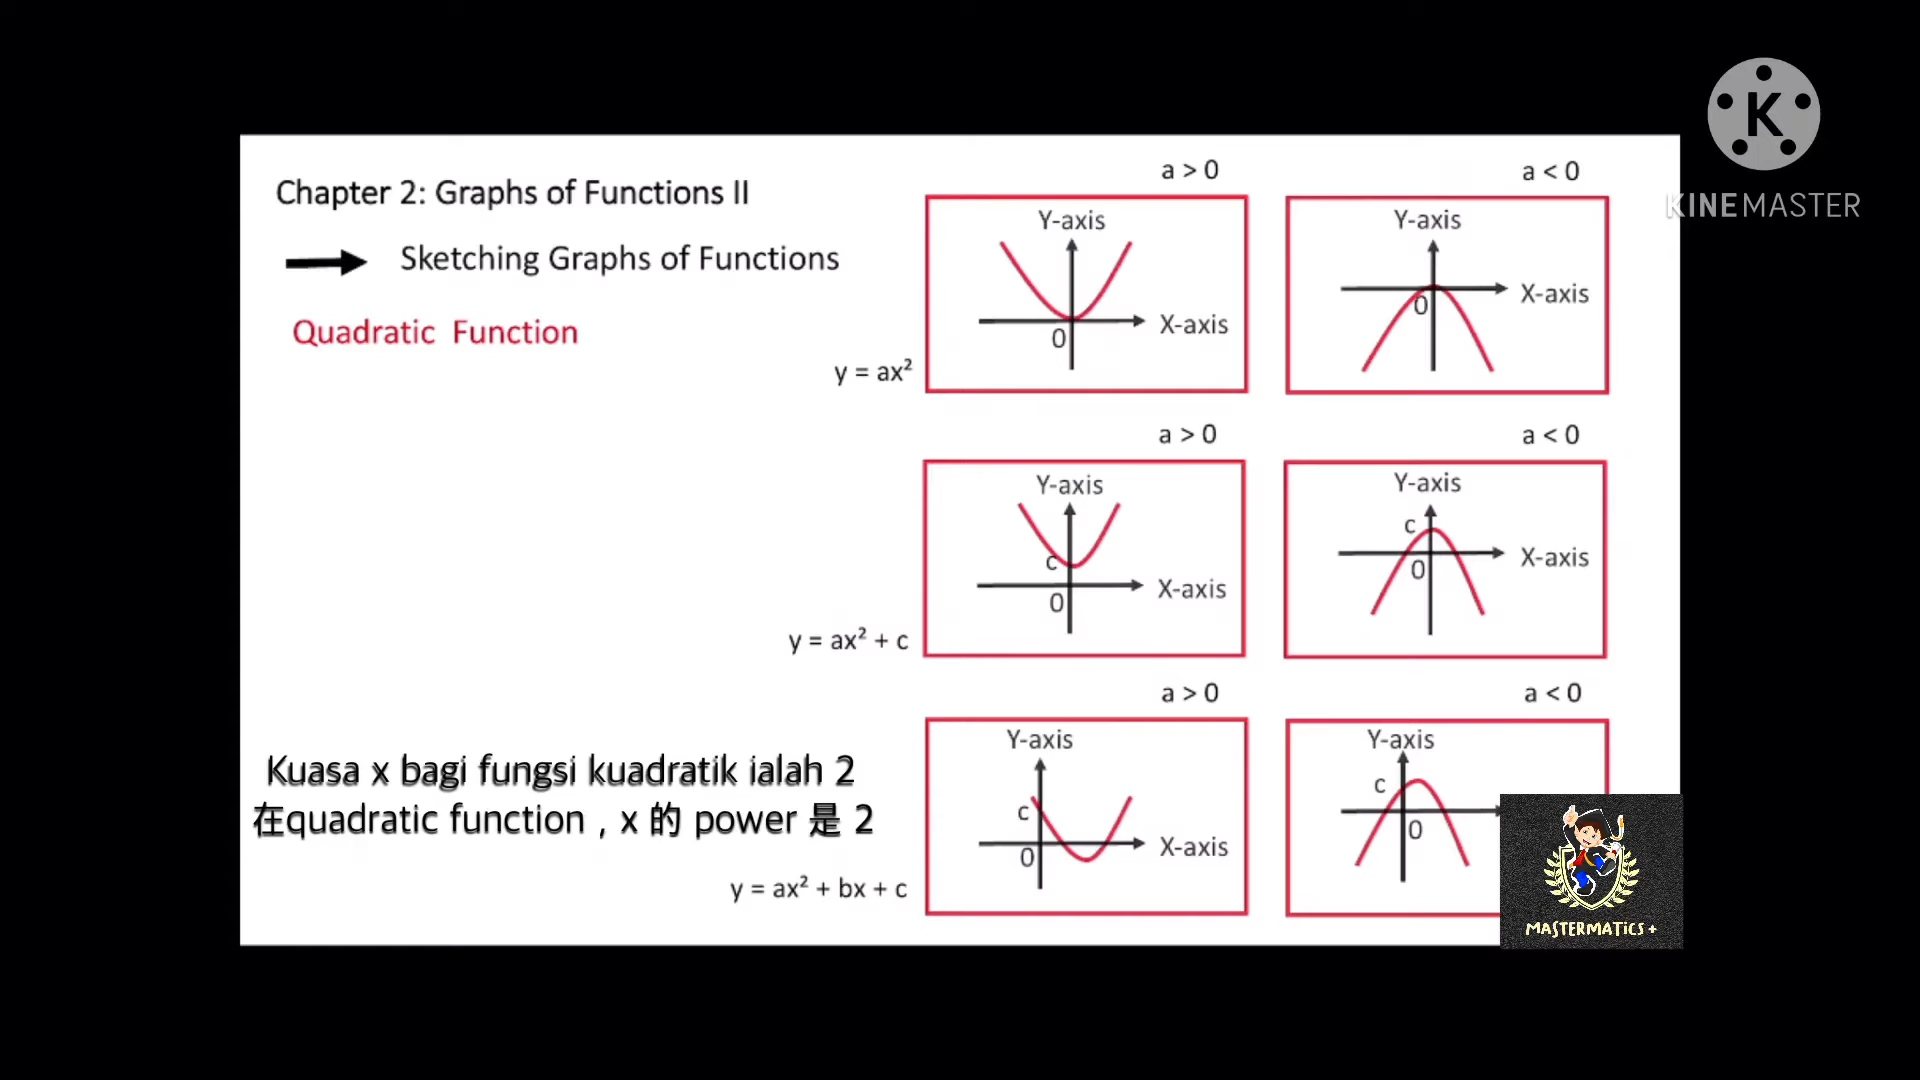 K
KINEMASTER
Chapter 2: Graphs of Functions II
Sketching Graphs of Functions
Quadratic Function
y = ax²
a > 0
Y-axis
X-axis
0
a < 0
Y-axis
X-axis
0
y = ax² + c
a > 0
Y-axis
c
X-axis
0
a < 0
Y-axis
c
X-axis
0
Kuasa x bagi fungsi kuadratik ialah 2
在quadratic function , x 的 power 是 2
y = ax² + bx + c
a > 0
Y-axis
c
X-axis
0
a < 0
Y-axis
c
0
MASTERMATICS +